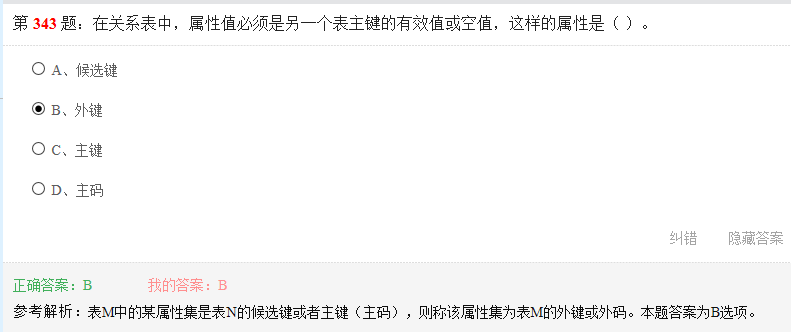 第 343 题：在关系表中，属性值必须是另一个表主键的有效值或空值，这样的属性是（ ）。
A、候选键
B、外键
C、主键
D、主码
纠错 隐藏答案
正确答案：B 我的答案：B
参考解析：表M中的某属性集是表N的候选键或者主键（主码），则称该属性集为表M的外键或外码。本题答案为B选项。